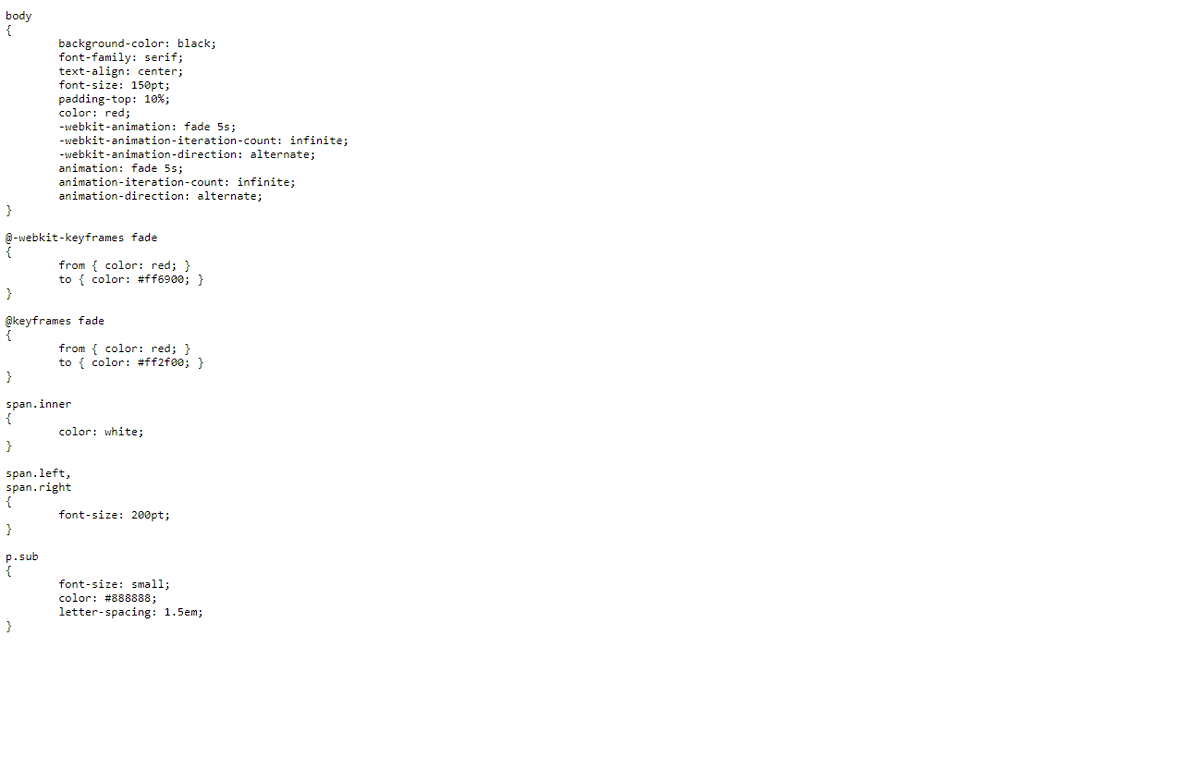 body
{
        background-color: black;
        font-family: serif;
        text-align: center;
        font-size: 150pt;
        padding-top: 10%;
        color: red;
        -webkit-animation: fade 5s;
        -webkit-animation-iteration-count: infinite;
        -webkit-animation-direction: alternate;
        animation: fade 5s;
        animation-iteration-count: infinite;
        animation-direction: alternate;
}

@-webkit-keyframes fade
{
        from { color: red; }
        to { color: #ff6900; }
}

@keyframes fade
{
        from { color: red; }
        to { color: #ff2f00; }
}

span.inner
{
        color: white;
}

span.left,
span.right
{
        font-size: 200pt;
}

p.sub
{
        font-size: small;
        color: #888888;
        letter-spacing: 1.5em;
}